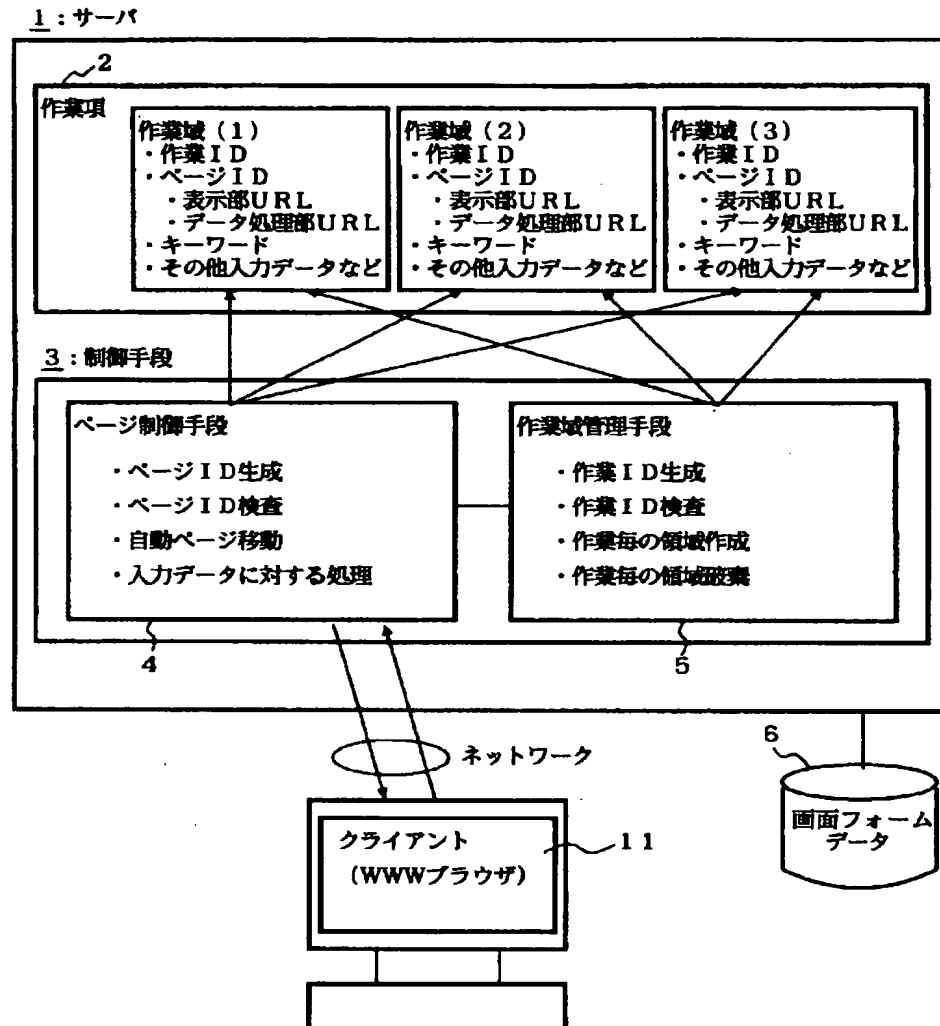 1：サーバ
2
作業項
作業域（1）
・作業ID
・ページID
・表示部URL
・データ処理部URL
・キーワード
・その他入力データなど
作業域（2）
・作業ID
・ページID
・表示部URL
・データ処理部URL
・キーワード
・その他入力データなど
作業域（3）
・作業ID
・ページID
・表示部URL
・データ処理部URL
・キーワード
・その他入力データなど
3：制御手段
ページ制御手段
・ページID生成
・ページID検査
・自動ページ移動
・入力データに対する処理
4
作業域管理手段
・作業ID生成
・作業ID検査
・作業毎の領域作成
・作業毎の領域破棄
5
ネットワーク
6
画面フォーム
データ
クライアント
（WWWブラウザ）
11